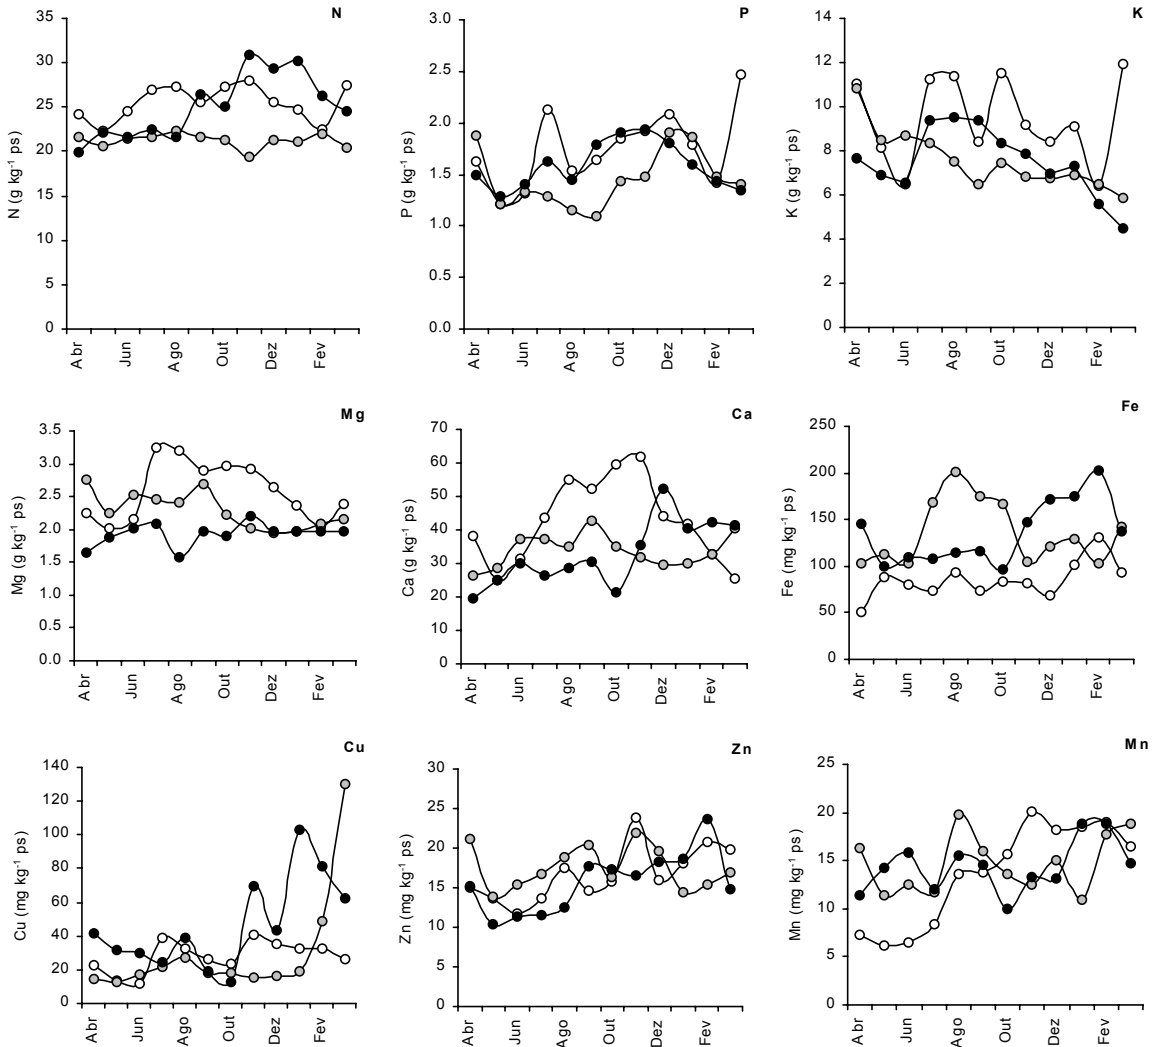 N
35
30
25
20
15
10
5
0
N (g kg-1 ps)
Abr
Jun
Ago
Out
Dez
Fev
P
3.0
2.5
2.0
1.5
1.0
0.5
0.0
P (g kg-1 ps)
Abr
Jun
Ago
Out
Dez
Fev
K
14
12
10
8
6
4
2
0
K (g kg-1 ps)
Abr
Jun
Ago
Out
Dez
Fev
Mg
3.5
3.0
2.5
2.0
1.5
1.0
0.5
0.0
Mg (g kg-1 ps)
Abr
Jun
Ago
Out
Dez
Fev
Ca
70
60
50
40
30
20
10
0
Ca (g kg-1 ps)
Abr
Jun
Ago
Out
Dez
Fev
Fe
250
200
150
100
50
0
Fe (mg kg-1 ps)
Abr
Jun
Ago
Out
Dez
Fev
Cu
140
120
100
80
60
40
20
0
Cu (mg kg-1 ps)
Abr
Jun
Ago
Out
Dez
Fev
Zn
30
25
20
15
10
5
0
Zn (mg kg-1 ps)
Abr
Jun
Ago
Out
Dez
Fev
Mn
25
20
15
10
5
0
Mn (mg kg-1 ps)
Abr
Jun
Ago
Out
Dez
Fev